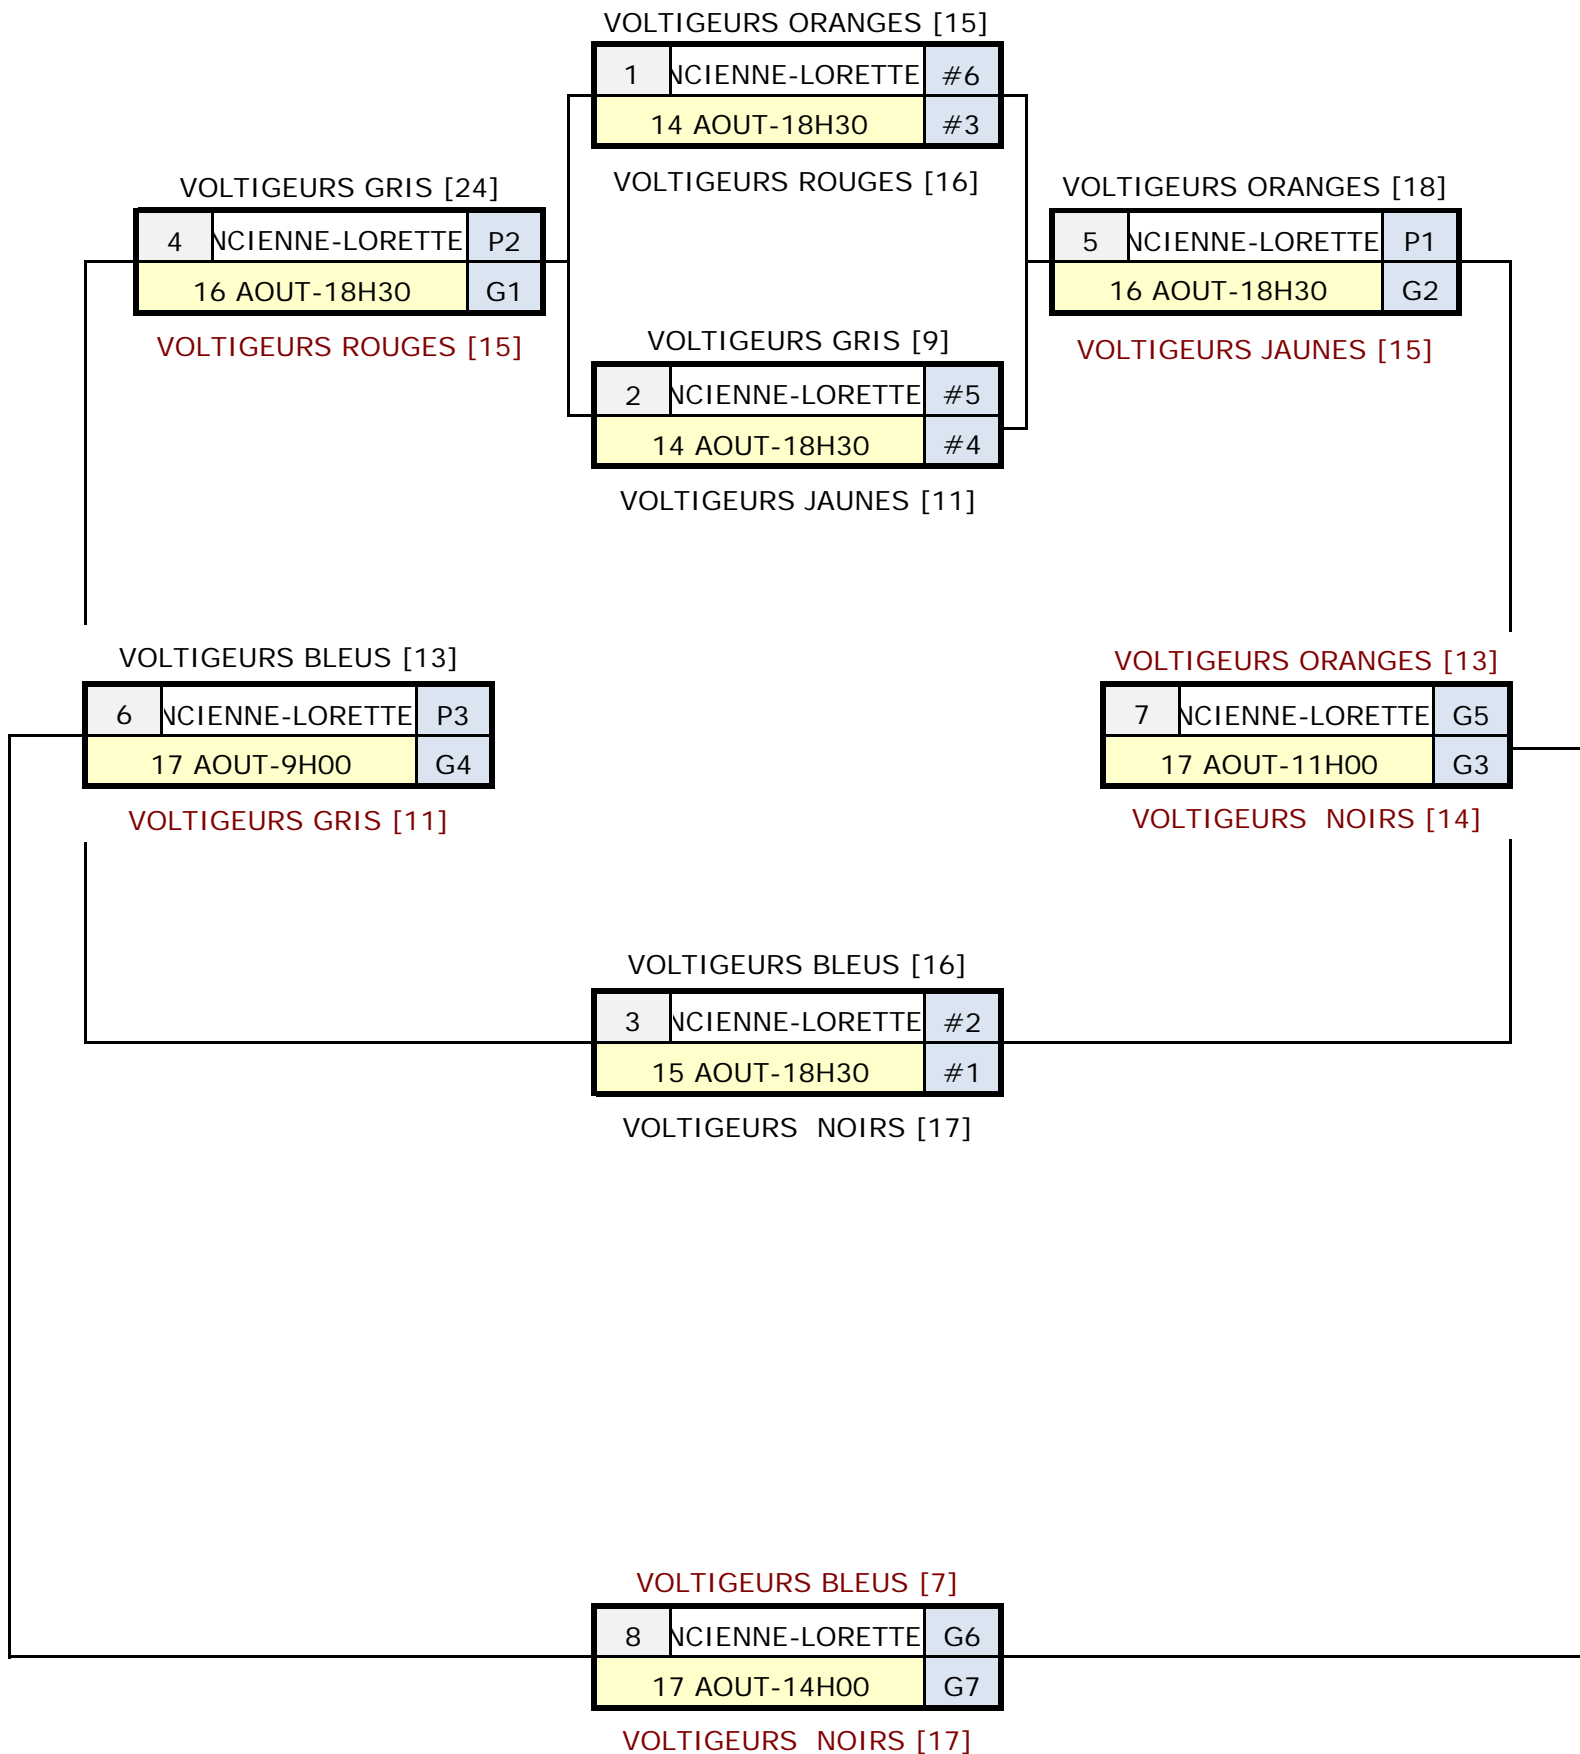 VOLTIGEURS ORANGES [15]
1 NCIENNE-LORETTE #6
14 AOUT-18H30 #3
VOLTIGEURS ROUGES [16]
VOLTIGEURS GRIS [24]
4 NCIENNE-LORETTE P2
16 AOUT-18H30 G1
VOLTIGEURS ROUGES [15]
VOLTIGEURS ORANGES [18]
5 NCIENNE-LORETTE P1
16 AOUT-18H30 G2
VOLTIGEURS JAUNES [15]
VOLTIGEURS GRIS [9]
2 NCIENNE-LORETTE #5
14 AOUT-18H30 #4
VOLTIGEURS JAUNES [11]
VOLTIGEURS BLEUS [13]
6 NCIENNE-LORETTE P3
17 AOUT-9H00 G4
VOLTIGEURS GRIS [11]
VOLTIGEURS ORANGES [13]
7 NCIENNE-LORETTE G5
17 AOUT-11H00 G3
VOLTIGEURS  NOIRS [14]
VOLTIGEURS BLEUS [16]
3 NCIENNE-LORETTE #2
15 AOUT-18H30 #1
VOLTIGEURS  NOIRS [17]
VOLTIGEURS BLEUS [7]
8 NCIENNE-LORETTE G6
17 AOUT-14H00 G7
VOLTIGEURS  NOIRS [17]